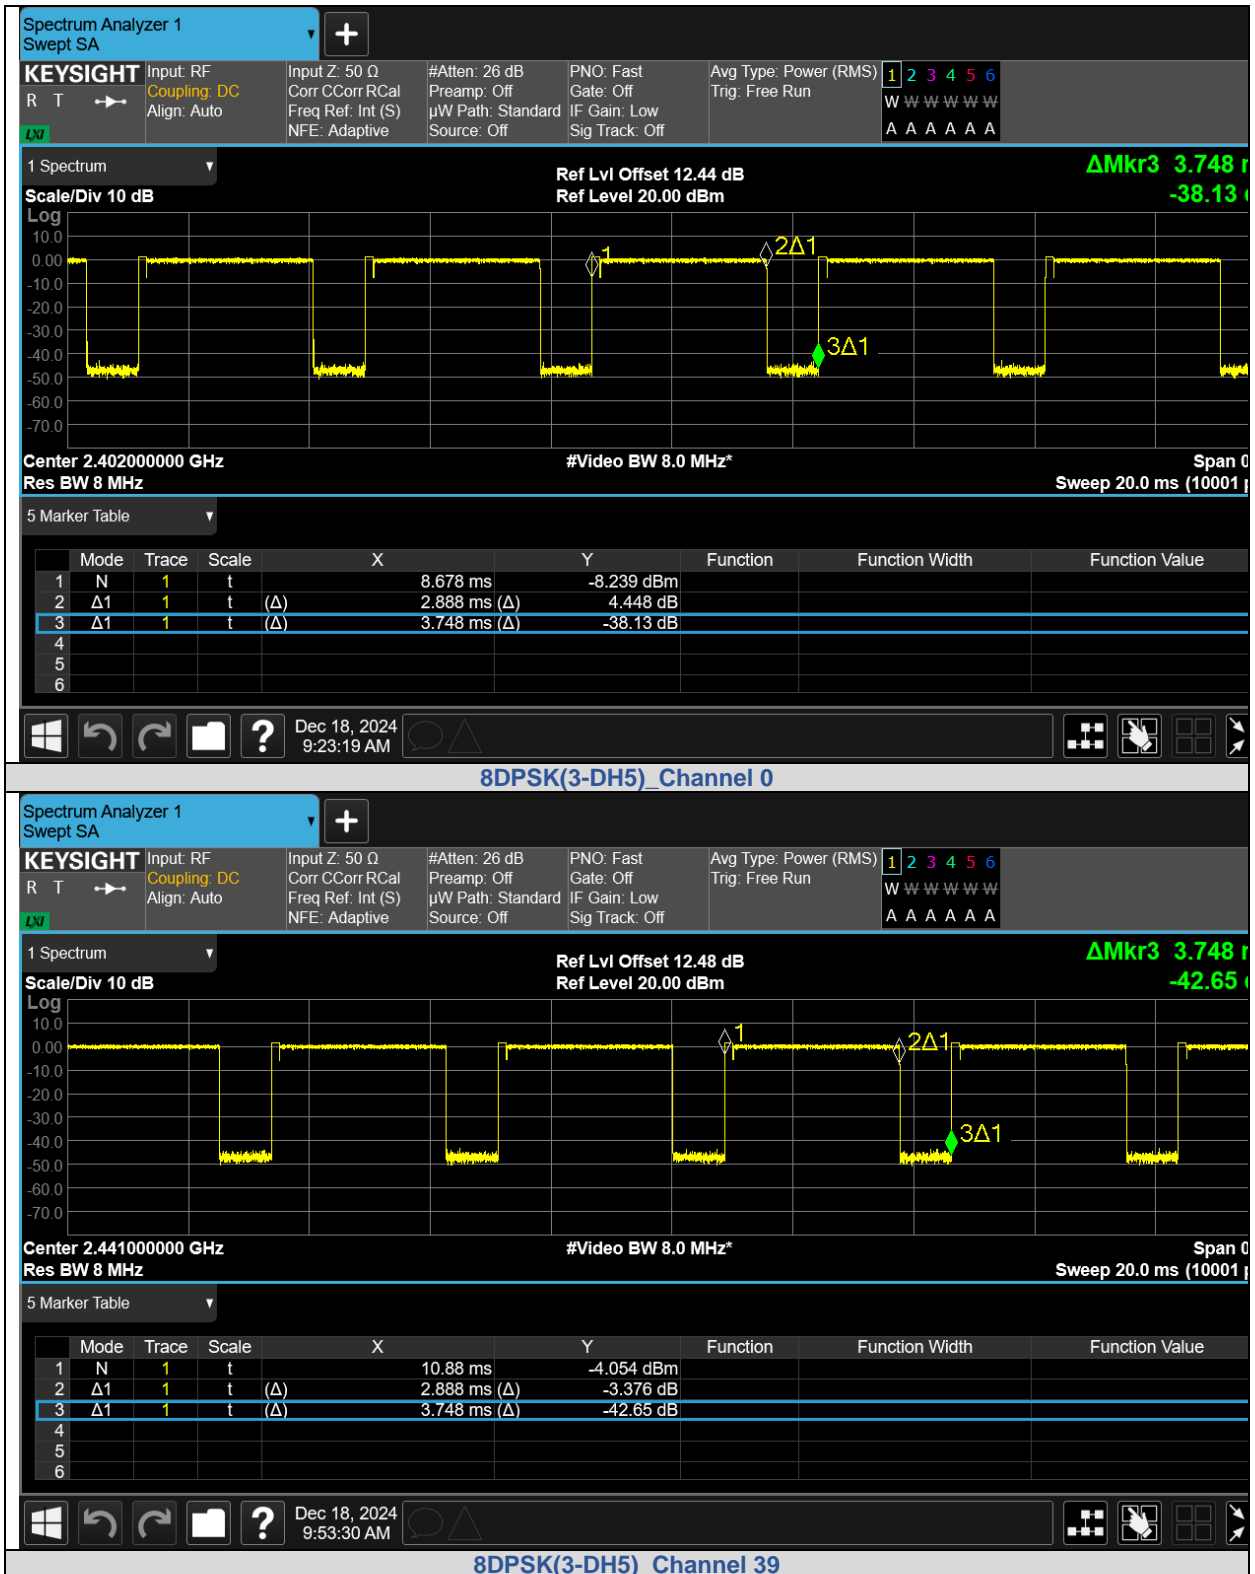 Spectrum Analyzer 1
Swept SA
KEYSIGHT Input: RF Input Z: 50 Ω #Atten: 26 dB PNO: Fast Avg Type: Power (RMS) 1 2 3 4 5 6
R T Coupling: DC Corr CCorr RCal Preamp: Off Gate: Off Trig: Free Run W W W W W W
Align: Auto Freq Ref: Int (S) µW Path: Standard IF Gain: Low
LXI NFE: Adaptive Source: Off Sig Track: Off A A A A A A
1 Spectrum Ref Lvl Offset 12.44 dB ΔMkr3 3.748
Scale/Div 10 dB Ref Level 20.00 dBm -38.13
Log
10.0
0.00
-10.0
-20.0
-30.0
-40.0
-50.0
-60.0
-70.0
1
2Δ1
3Δ1
Center 2.402000000 GHz #Video BW 8.0 MHz* Span 0
Res BW 8 MHz Sweep 20.0 ms (10001
5 Marker Table
Mode Trace Scale X Y Function Function Width Function Value
1 N 1 t 8.678 ms -8.239 dBm
2 Δ1 1 t (Δ) 2.888 ms (Δ) 4.448 dB
3 Δ1 1 t (Δ) 3.748 ms (Δ) -38.13 dB
4
5
6
? Dec 18, 2024
9:23:19 AM
8DPSK(3-DH5)_Channel 0
Spectrum Analyzer 1
Swept SA
KEYSIGHT Input: RF Input Z: 50 Ω #Atten: 26 dB PNO: Fast Avg Type: Power (RMS) 1 2 3 4 5 6
R T Coupling: DC Corr CCorr RCal Preamp: Off Gate: Off Trig: Free Run W W W W W W
Align: Auto Freq Ref: Int (S) µW Path: Standard IF Gain: Low
LXI NFE: Adaptive Source: Off Sig Track: Off A A A A A A
1 Spectrum Ref Lvl Offset 12.48 dB ΔMkr3 3.748
Scale/Div 10 dB Ref Level 20.00 dBm -42.65
Log
10.0
0.00
-10.0
-20.0
-30.0
-40.0
-50.0
-60.0
-70.0
1
2Δ1
3Δ1
Center 2.441000000 GHz #Video BW 8.0 MHz* Span 0
Res BW 8 MHz Sweep 20.0 ms (10001
5 Marker Table
Mode Trace Scale X Y Function Function Width Function Value
1 N 1 t 10.88 ms -4.054 dBm
2 Δ1 1 t (Δ) 2.888 ms (Δ) -3.376 dB
3 Δ1 1 t (Δ) 3.748 ms (Δ) -42.65 dB
4
5
6
? Dec 18, 2024
9:53:30 AM
8DPSK(3-DH5)_Channel 39